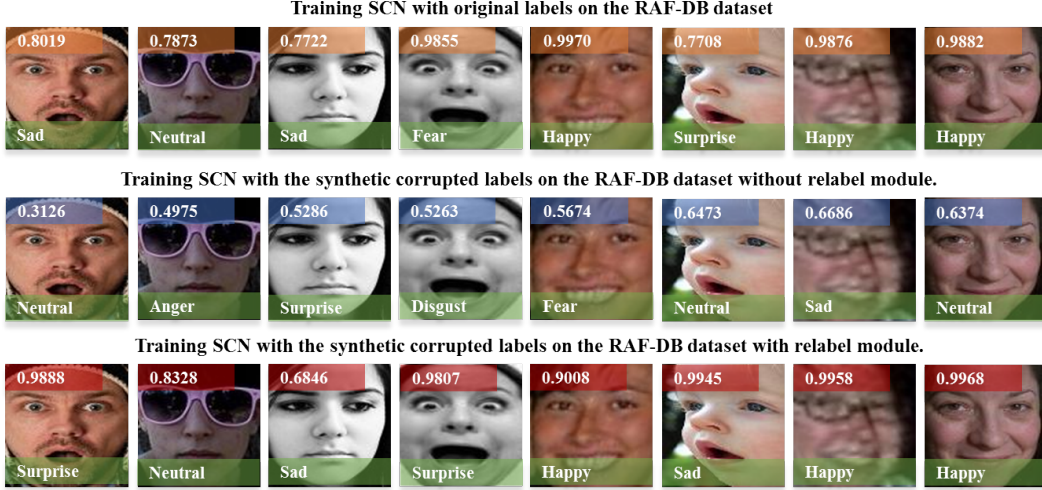 Training SCN with original labels on the RAF-DB dataset
0.8019 0.7873 0.7722 0.9855 0.9970 0.7708 0.9876 0.9882
Sad Neutral Sad Fear Happy Surprise Happy Happy
Training SCN with the synthetic corrupted labels on the RAF-DB dataset without relabel module.
0.3126 0.4975 0.5286 0.5263 0.5674 0.6473 0.6686 0.6374
Neutral Anger Surprise Disgust Fear Neutral Sad Neutral
Training SCN with the synthetic corrupted labels on the RAF-DB dataset with relabel module.
0.9888 0.8328 0.6846 0.9807 0.9008 0.9945 0.9958 0.9968
Surprise Neutral Sad Surprise Happy Sad Happy Happy